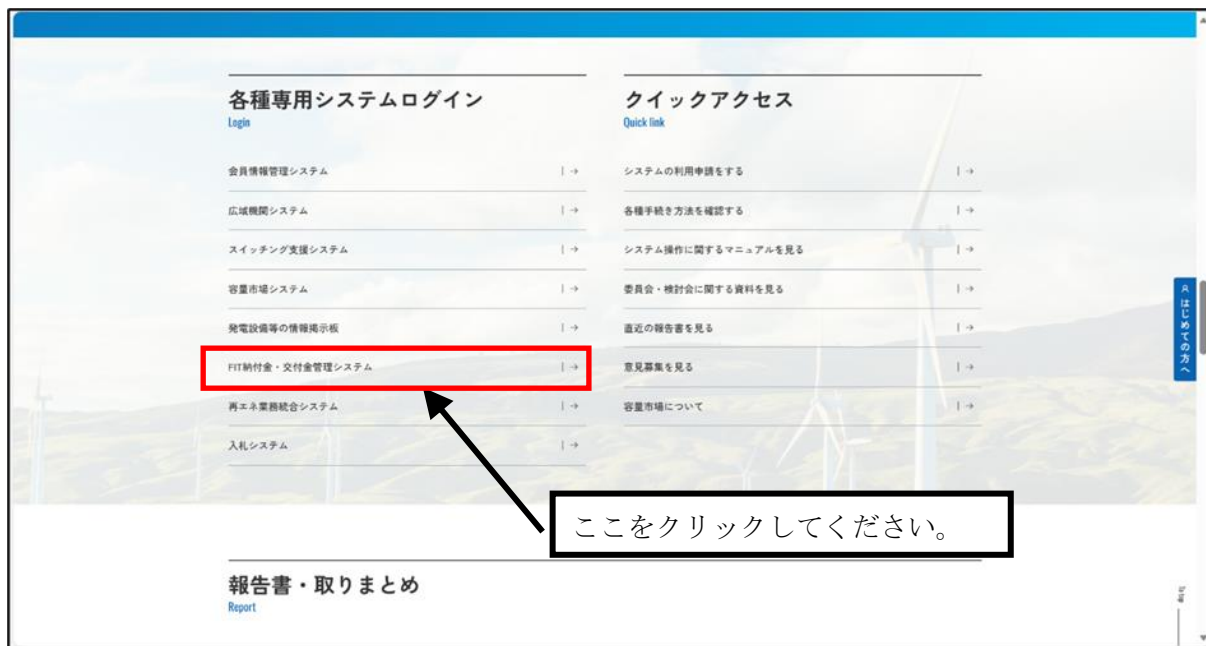 各種専用システムログイン
Login
会員情報管理システム
広域機関システム
スイッチング支援システム
容量市場システム
発電設備等の情報掲示板
FIT納付金・交付金管理システム
再エネ業務統合システム
入札システム
クイックアクセス
Quick link
システムの利用申請をする
各種手続き方法を確認する
システム操作に関するマニュアルを見る
委員会・検討会に関する資料を見る
直近の報告書を見る
意見募集を見る
容量市場について
はじめての方へ
ここをクリックしてください。
報告書・取りまとめ
Report
To top